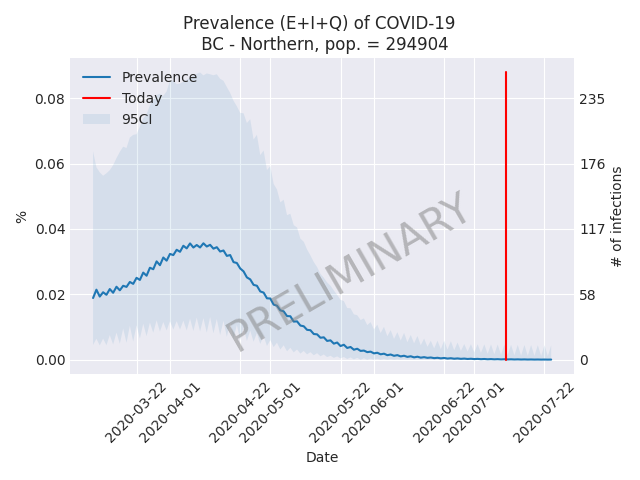 Prevalence (E+I+Q) of COVID-19
BC - Northern, pop. = 294904
Prevalence
Today
95CI
0.08
0.06
0.04
0.02
0.00
%
235
176
117
58
0
# of infections
PRELIMINARY
2020-03-22
2020-04-01
2020-04-22
2020-05-01
2020-05-22
2020-06-01
2020-06-22
2020-07-01
2020-07-22
Date